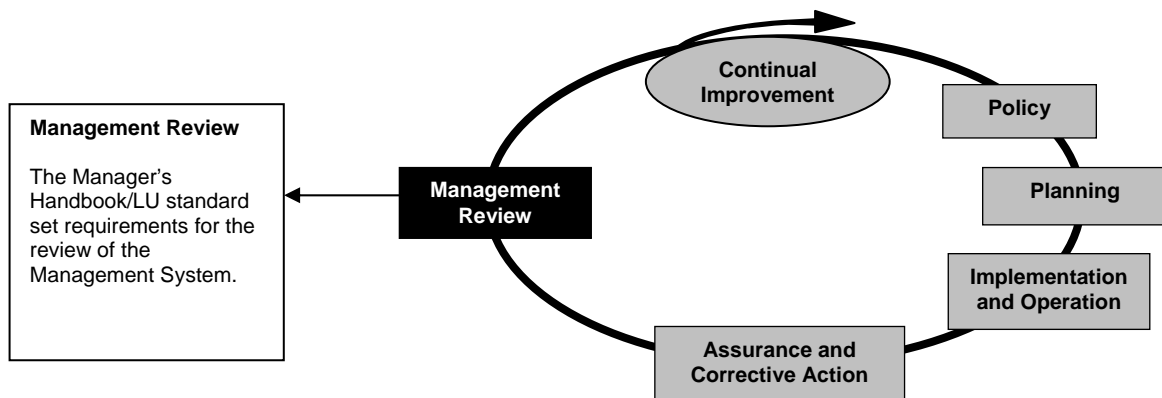 Management Review
The Manager’s
Handbook/LU standard
set requirements for the
review of the
Management System.
Management
Review
Continual
Improvement
Policy
Planning
Implementation
and Operation
Assurance and
Corrective Action